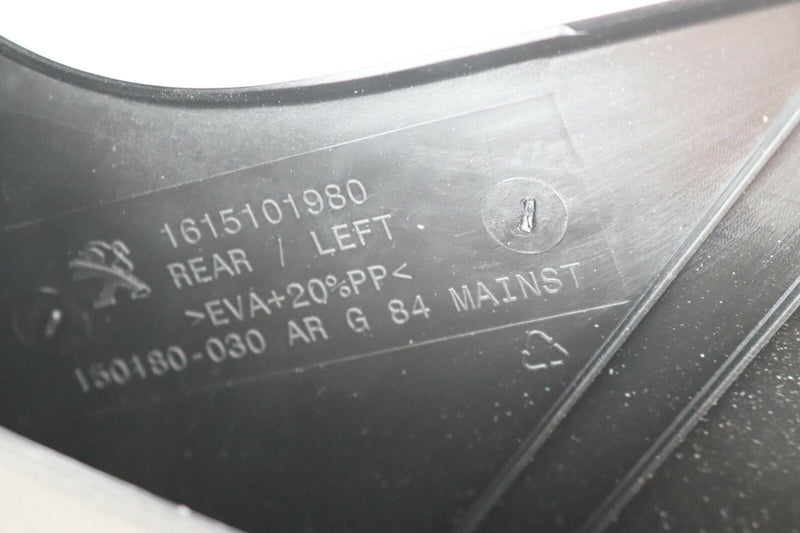 1615101980
REAR / LEFT
>EVA+20%PP<
150180-030 AR G 84 MAINST